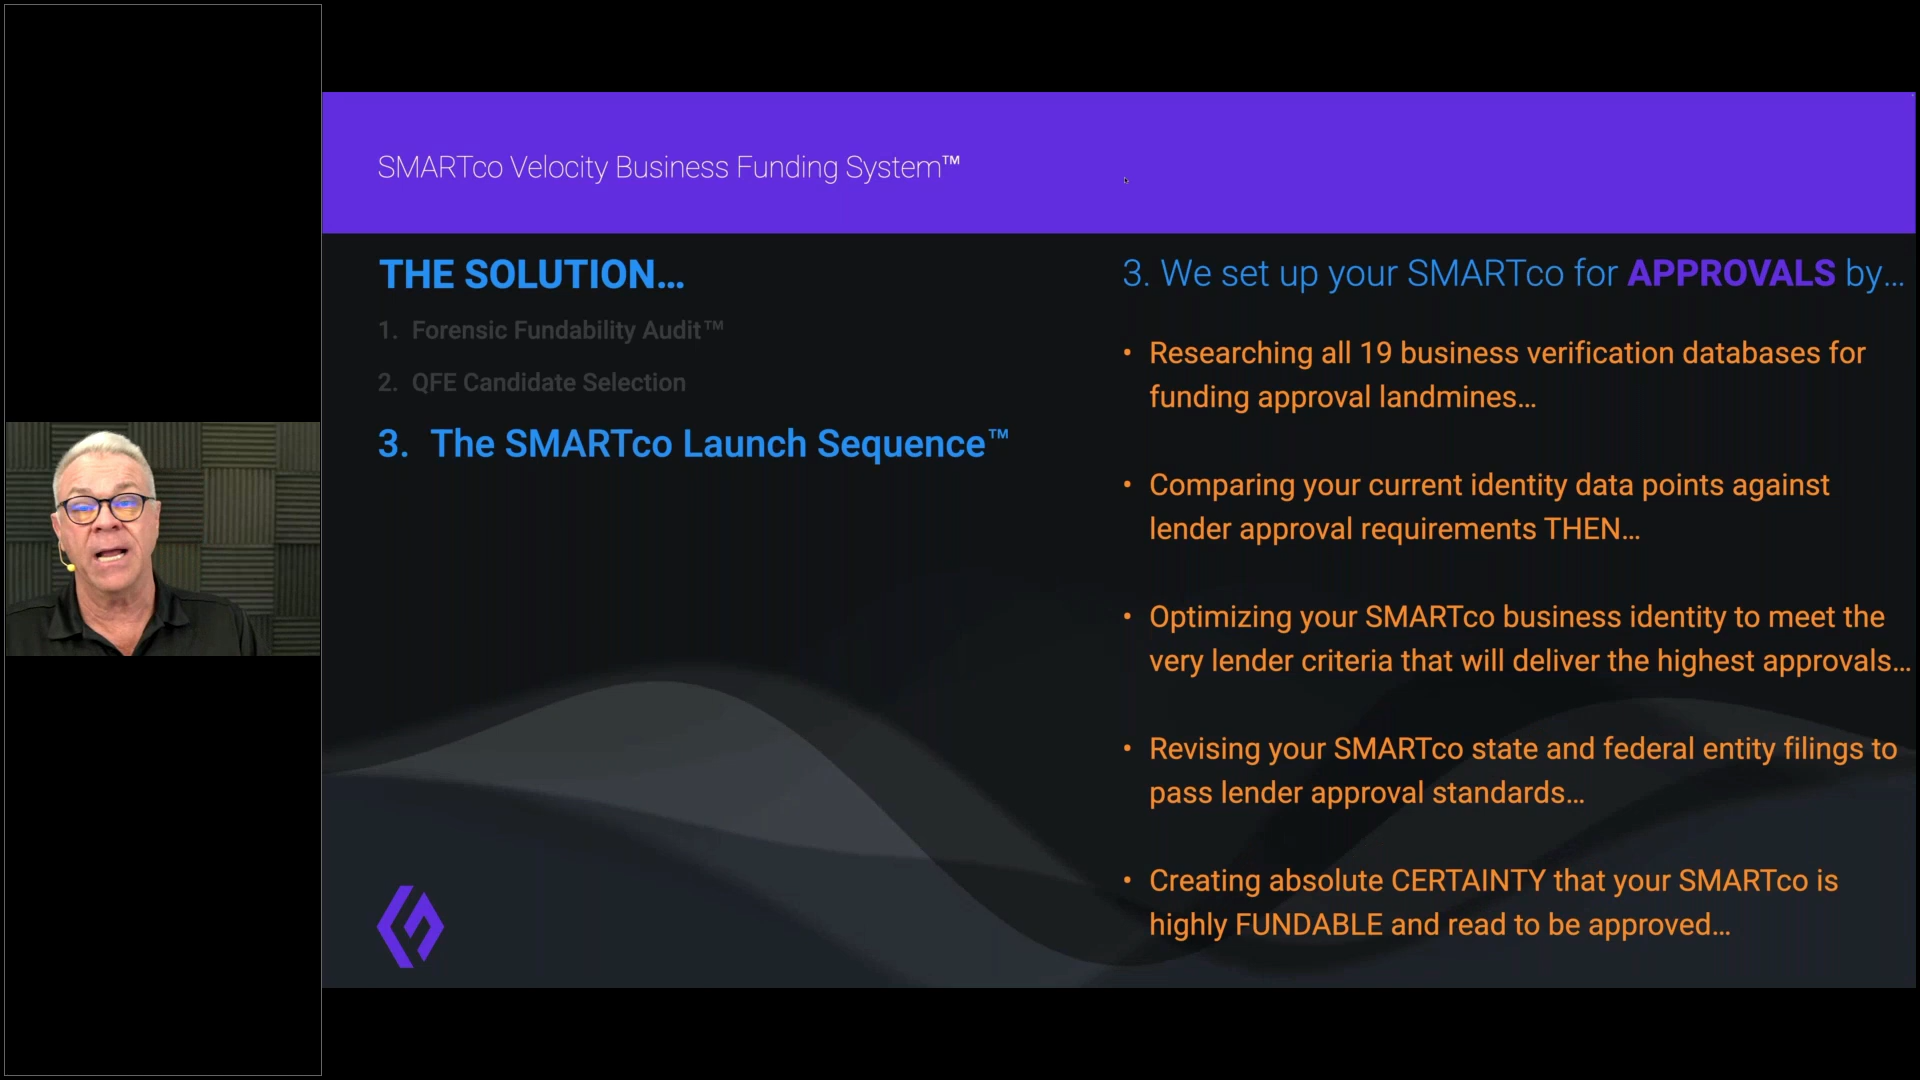 SMARTco Velocity Business Funding System™
THE SOLUTION...
1. Forensic Fundability Audit™
2. QFE Candidate Selection
3. The SMARTco Launch Sequence™
3. We set up your SMARTco for APPROVALS by...
• Researching all 19 business verification databases for
funding approval landmines...
• Comparing your current identity data points against
lender approval requirements THEN...
• Optimizing your SMARTco business identity to meet the
very lender criteria that will deliver the highest approvals...
• Revising your SMARTco state and federal entity filings to
pass lender approval standards...
• Creating absolute CERTAINTY that your SMARTco is
highly FUNDABLE and read to be approved...